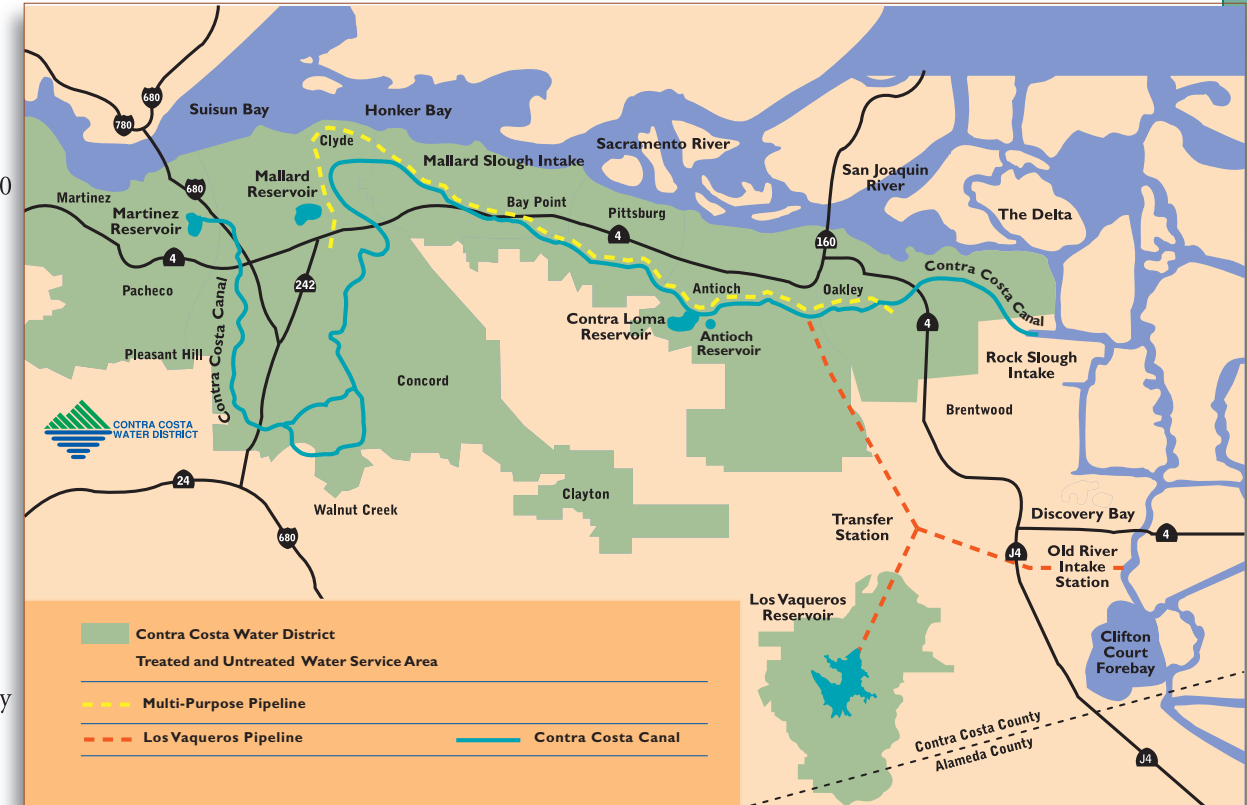 680
780
Suisun Bay
Honker Bay
Clyde
Mallard Slough Intake
Sacramento River
San Joaquin
River
The Delta
0
Martinez
680
Martinez
Reservoir
Mallard
Reservoir
Bay Point
Pittsburg
4
160
4
Pacheco
242
Contra Costa Canal
Pleasant Hill
Contra Loma
Reservoir
Antioch
Antioch
Reservoir
Oakley
Contra Costa Canal
4
Rock Slough
Intake
Concord
Brentwood
CONTRA COSTA
WATER DISTRICT
24
Walnut Creek
680
Clayton
Transfer
Station
Discovery Bay
4
J4
Old River
Intake
Station
Los Vaqueros
Reservoir
Clifton
Court
Forebay
Contra Costa County
Alameda County
J4
Contra Costa Water District
Treated and Untreated Water Service Area
y
Multi-Purpose Pipeline
Los Vaqueros Pipeline
Contra Costa Canal